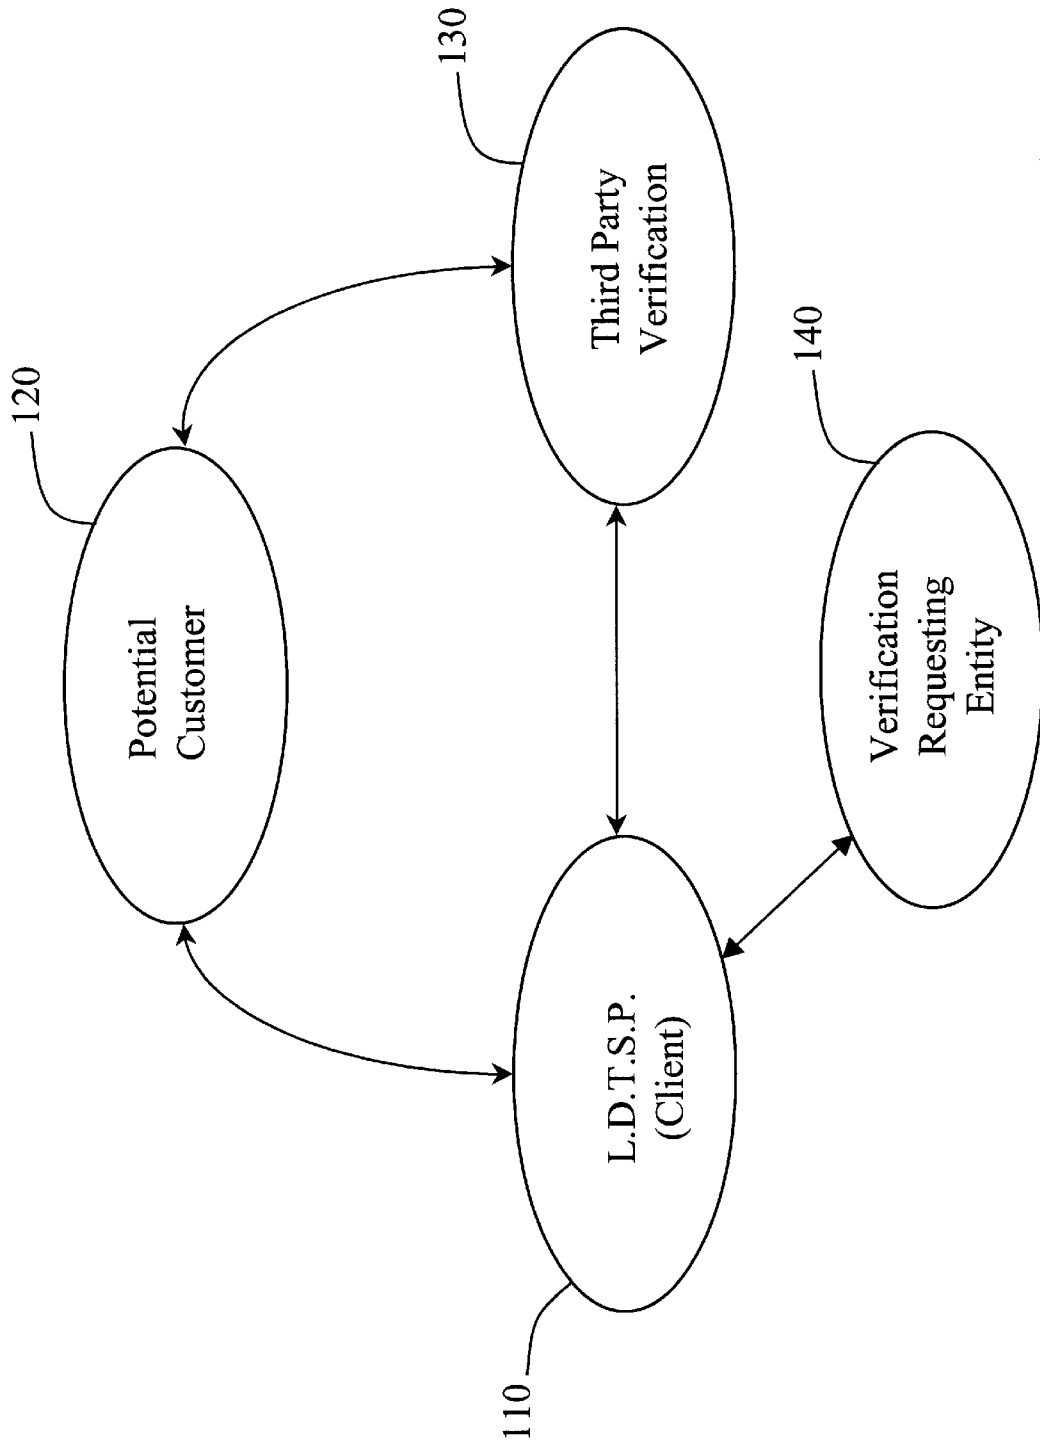 120
Potential
Customer
130
Third Party
Verification
110
L.D.T.S.P.
(Client)
140
Verification
Requesting
Entity